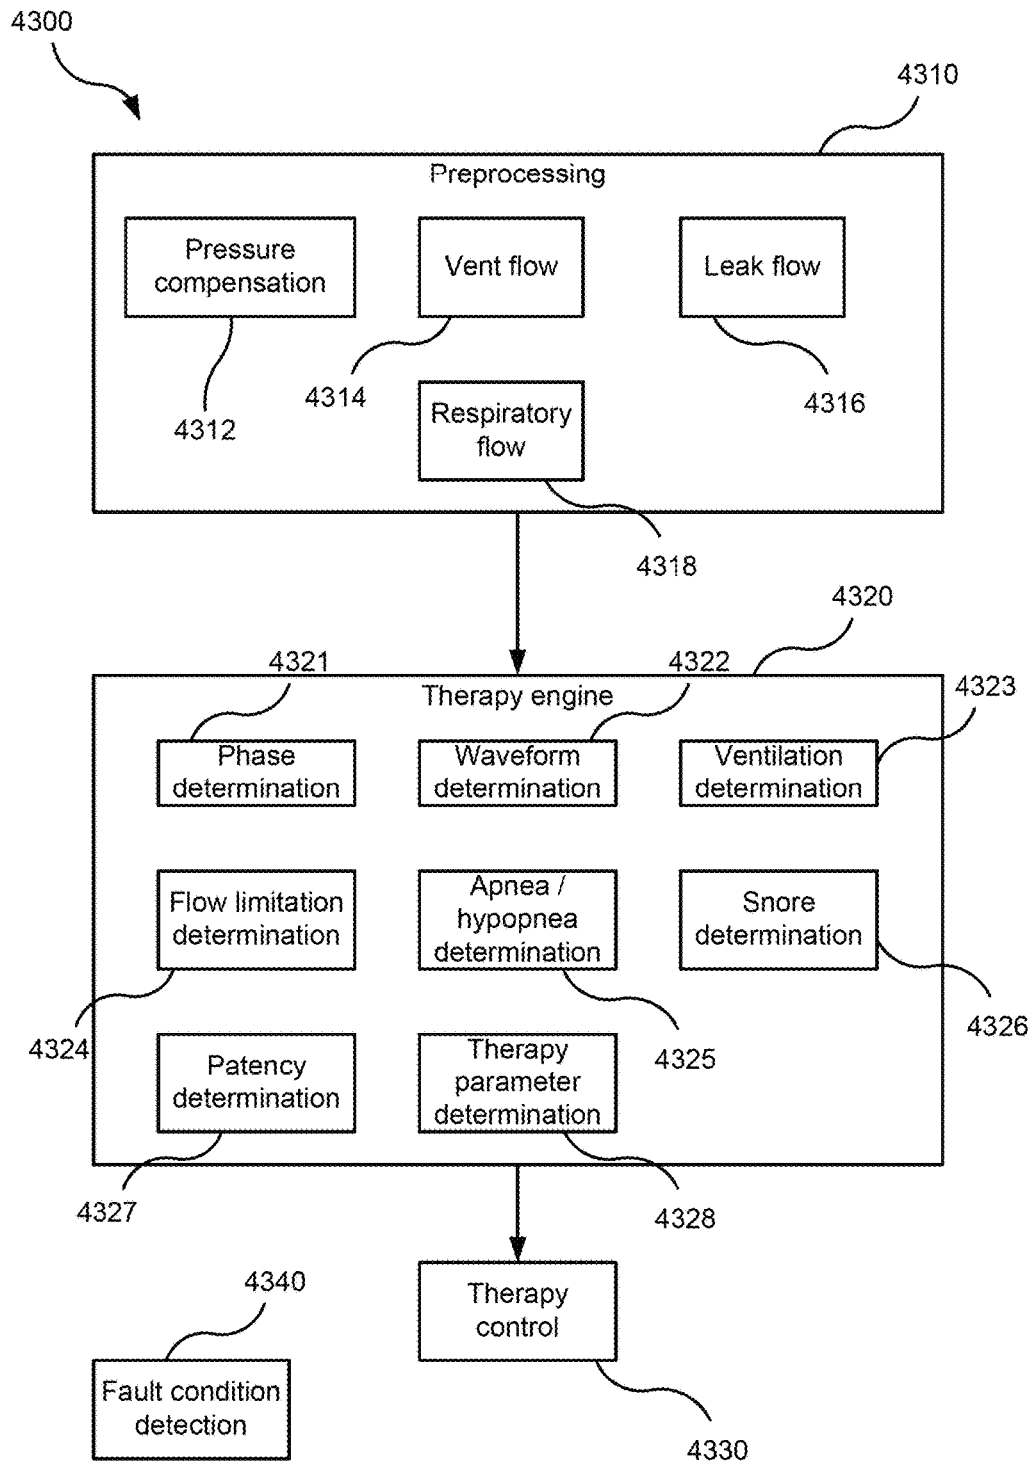 4300
4310
Preprocessing
Pressure
compensation
Vent flow
Leak flow
4312
4314
4316
Respiratory
flow
4318
4320
4321
4322
4323
Therapy engine
Phase
determination
Waveform
determination
Ventilation
determination
Flow limitation
determination
Apnea /
hypopnea
determination
Snore
determination
4324
4325
4326
Patency
determination
Therapy
parameter
determination
4327
4328
4340
Therapy
control
Fault condition
detection
4330